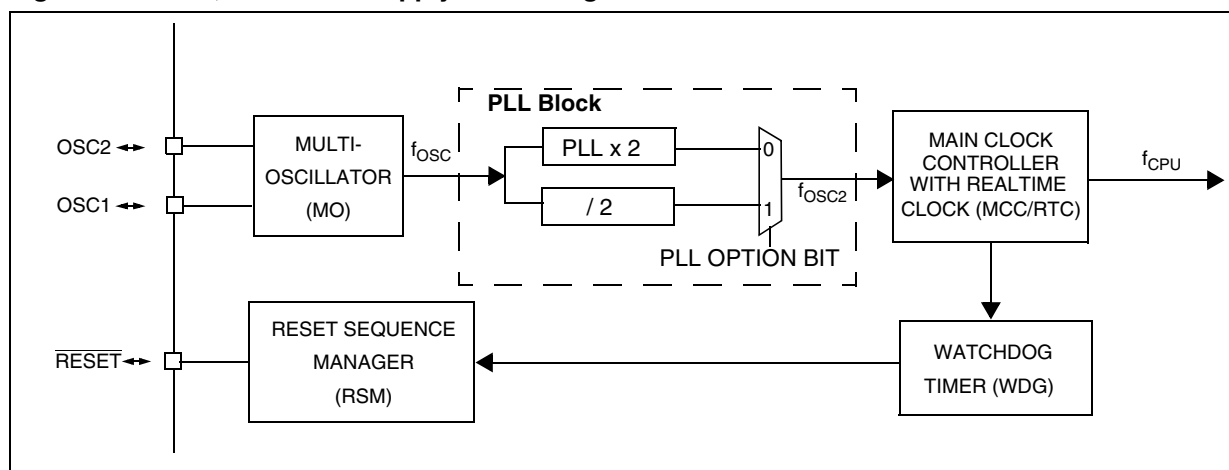 PLL Block
OSC2
MULTI-
OSCILLATOR
(MO)
OSC1
fOSC
PLL x 2
/ 2
0
1
fOSC2
PLL OPTION BIT
MAIN CLOCK
CONTROLLER
WITH REALTIME
CLOCK (MCC/RTC)
fCPU
RESET
RESET SEQUENCE
MANAGER
(RSM)
WATCHDOG
TIMER (WDG)